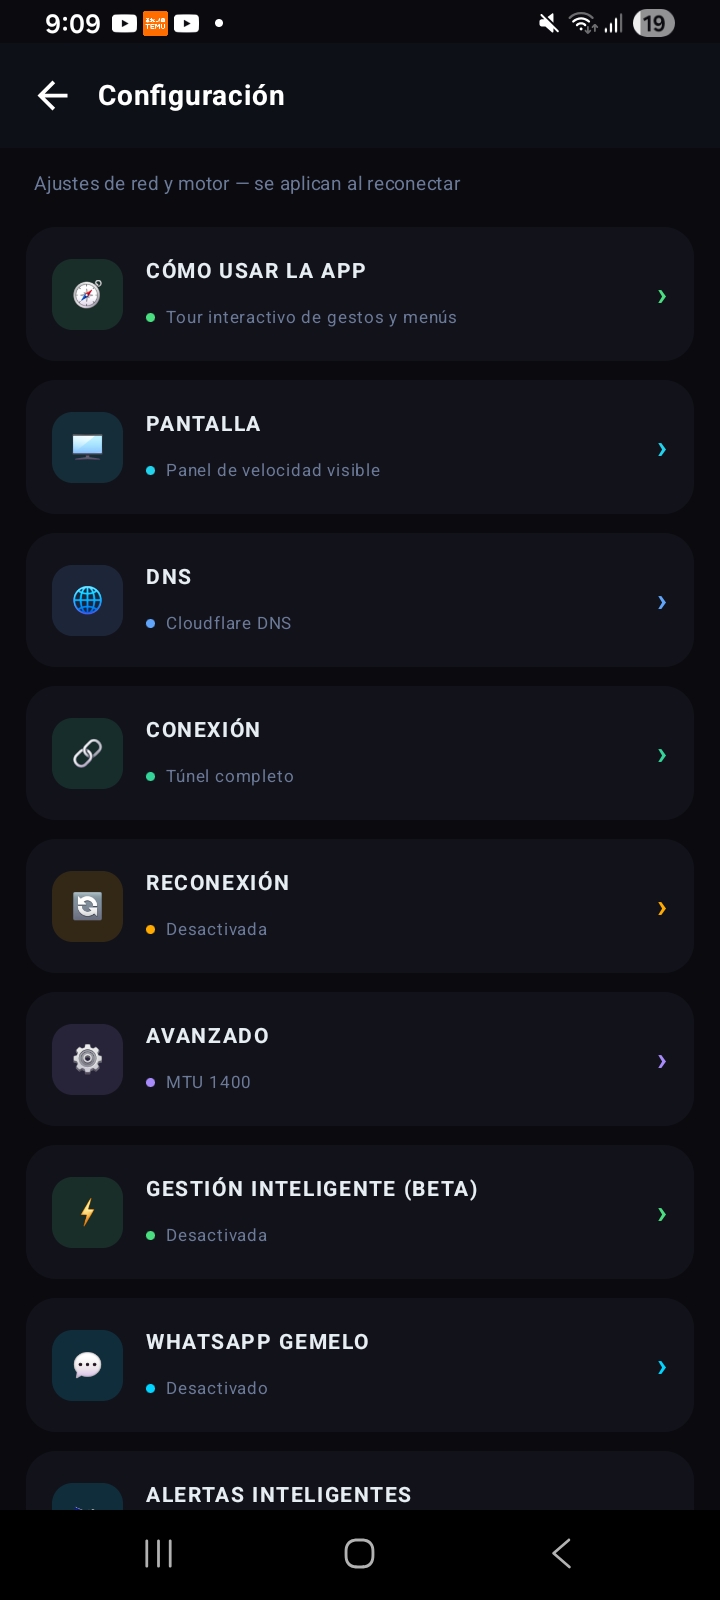 9:09
TEMU
19
Configuración
Ajustes de red y motor — se aplican al reconectar
CÓMO USAR LA APP
Tour interactivo de gestos y menús
PANTALLA
Panel de velocidad visible
DNS
Cloudflare DNS
CONEXIÓN
Túnel completo
RECONEXIÓN
Desactivada
AVANZADO
MTU 1400
GESTIÓN INTELIGENTE (BETA)
Desactivada
WHATSAPP GEMELO
Desactivado
ALERTAS INTELIGENTES